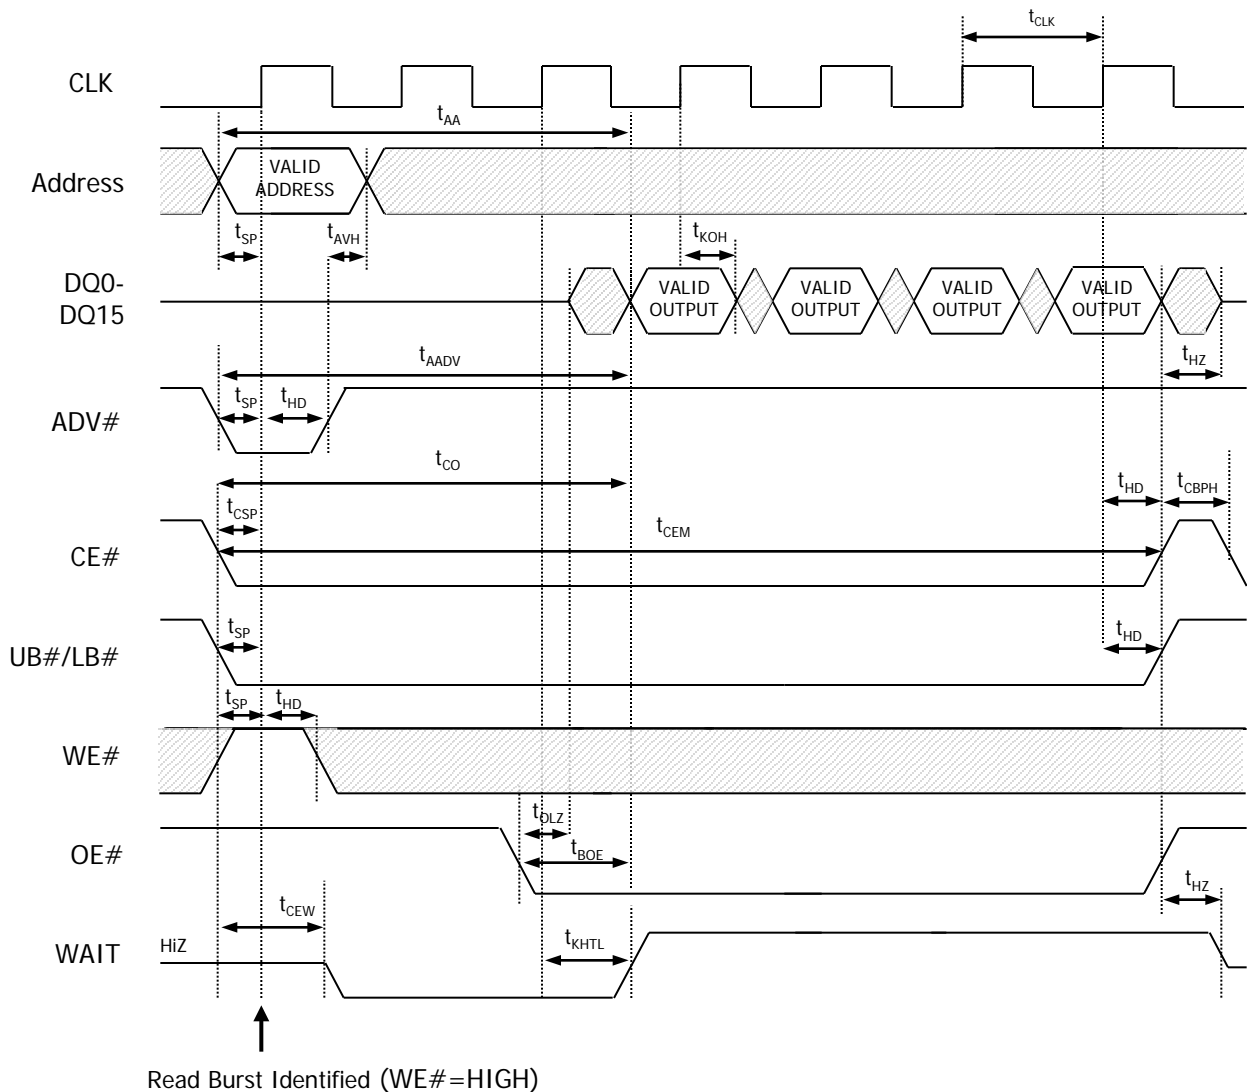 tCLK
CLK
tAA
Address
VALID
ADDRESS
tSP
tAVH
tKOH
DQ0-
DQ15
VALID
OUTPUT
VALID
OUTPUT
VALID
OUTPUT
VALID
OUTPUT
tAADV
tHZ
ADV#
tSP
tHD
tCO
tCSP
tHD
tCBPH
CE#
tCEM
UB#/LB#
tSP
tHD
tSP
tHD
WE#
tOLZ
OE#
tBOE
tHZ
tCEW
WAIT
HiZ
tKHTL
Read Burst Identified (WE#=HIGH)